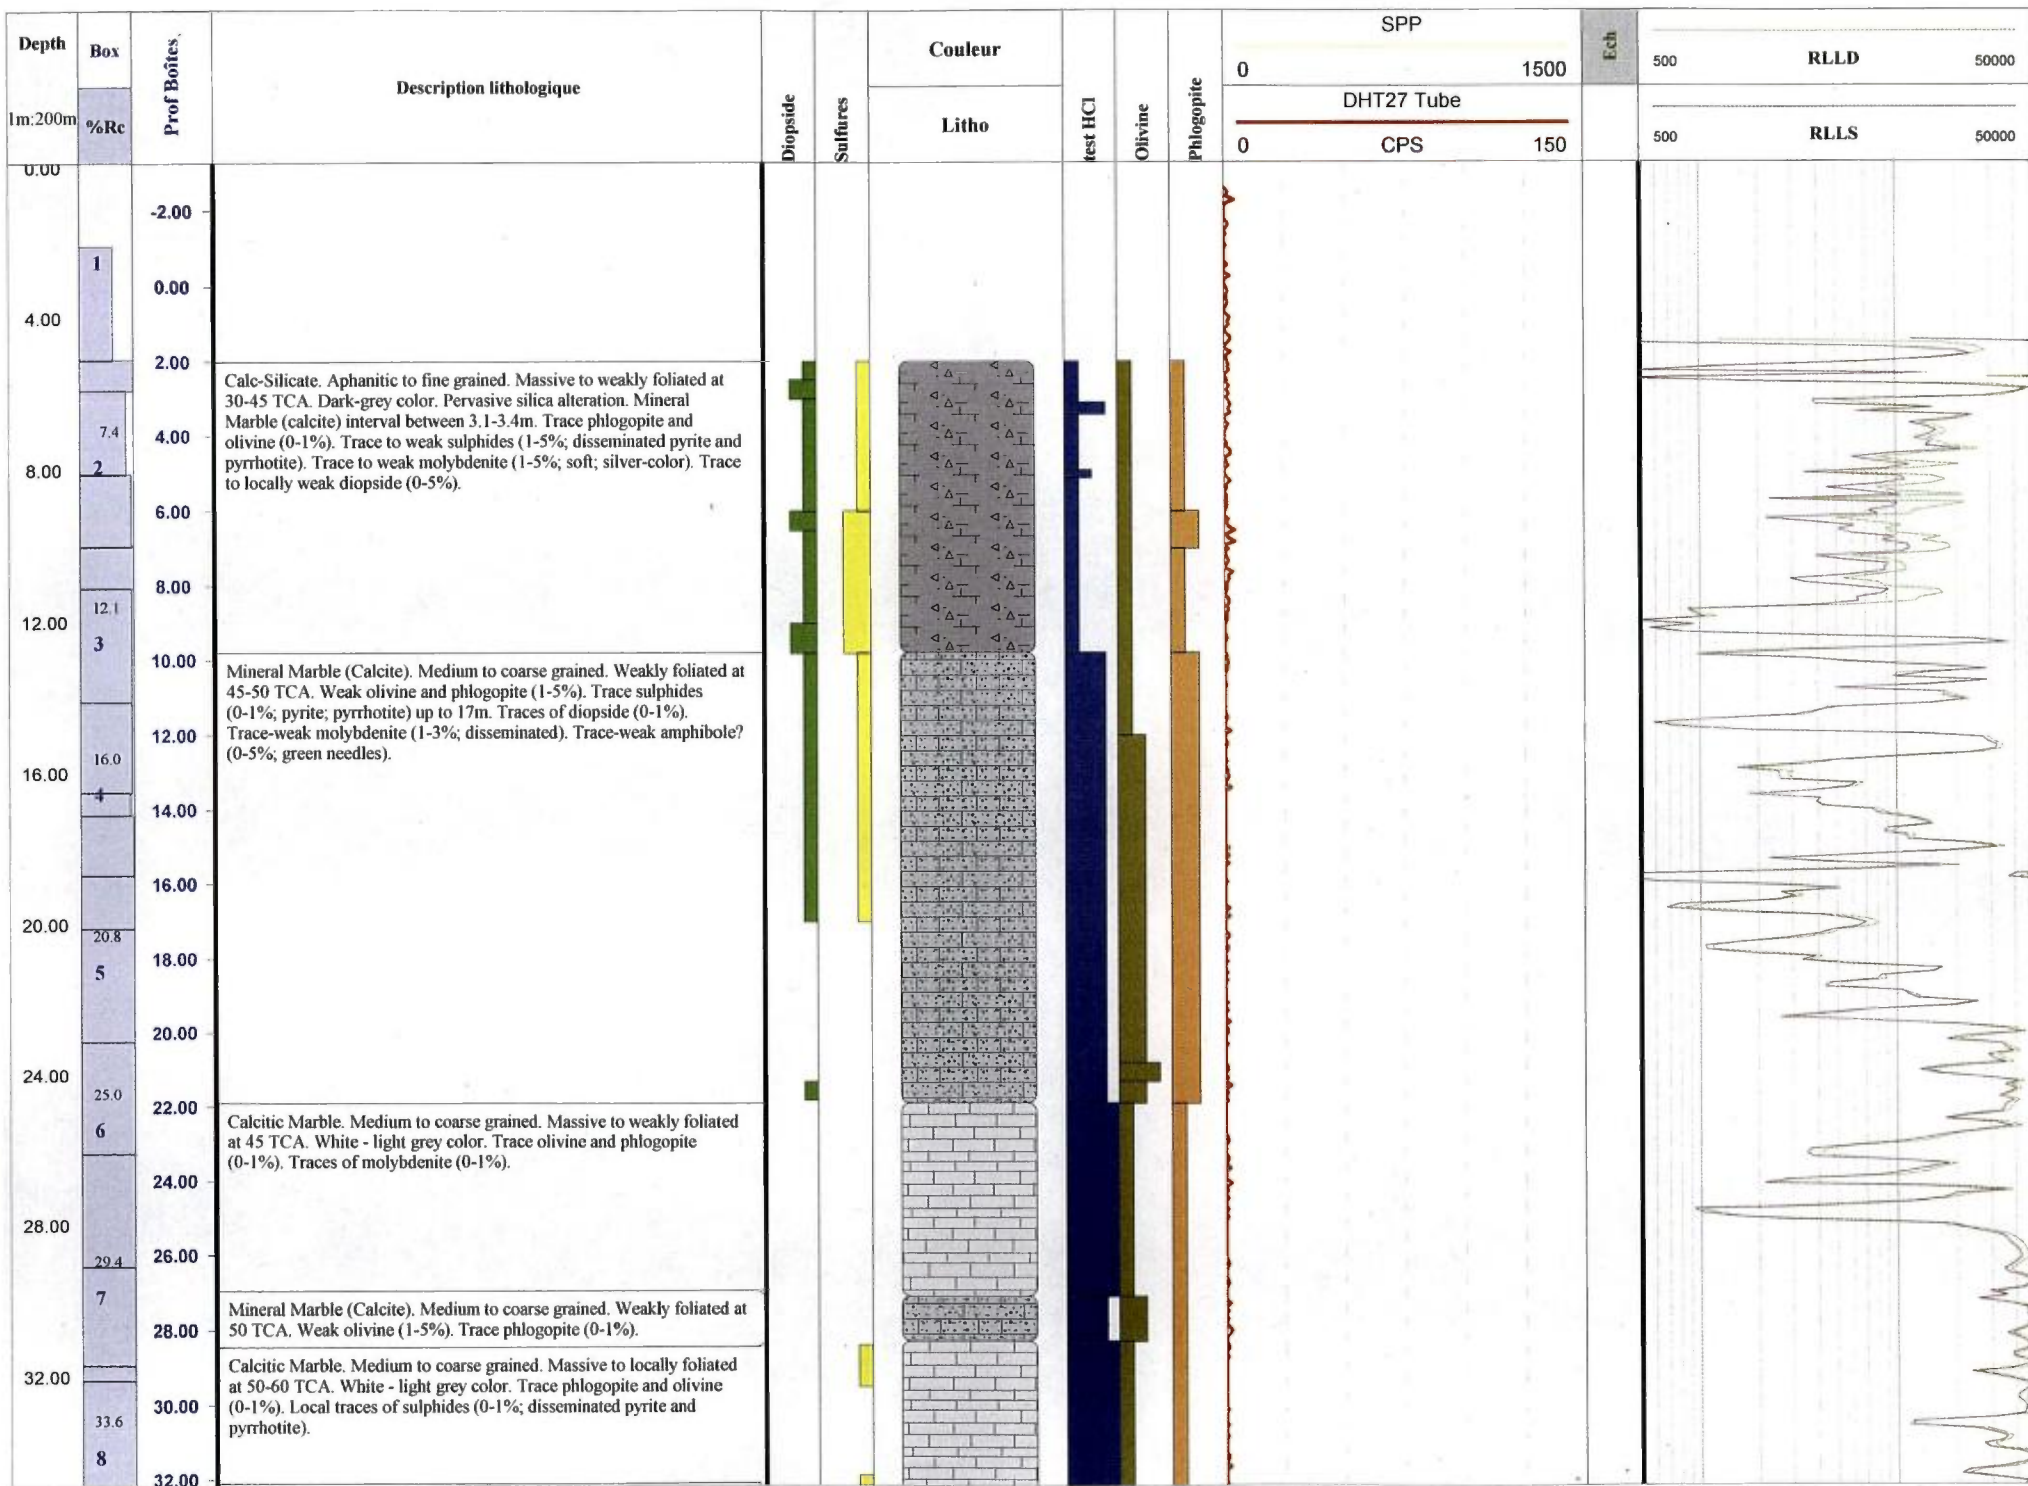 Depth
1m:200m
Box
%Rc
Prof Boîtes
Description lithologique
Diopside
Sulfures
Couleur
Litho
test HCl
Olivine
Phlogopite
SPP
0 1500
DHT27 Tube
0 CPS 150
Ech
500 RLLD 50000
500 RLLS 50000
0.00
4.00
8.00
12.00
16.00
20.00
24.00
28.00
32.00
1
7.4
2
12.1
3
16.0
4
20.8
5
25.0
6
29.4
7
33.6
8
-2.00
0.00
2.00
4.00
6.00
8.00
10.00
12.00
14.00
16.00
18.00
20.00
22.00
24.00
26.00
28.00
30.00
32.00
Calc-Silicate. Aphanitic to fine grained. Massive to weakly foliated at
30-45 TCA. Dark-grey color. Pervasive silica alteration. Mineral
Marble (calcite) interval between 3.1-3.4m. Trace phlogopite and
olivine (0-1%). Trace to weak sulphides (1-5%; disseminated pyrite and
pyrrhotite). Trace to weak molybdenite (1-5%; soft; silver-color). Trace
to locally weak diopside (0-5%).
Mineral Marble (Calcite). Medium to coarse grained. Weakly foliated at
45-50 TCA. Weak olivine and phlogopite (1-5%). Trace sulphides
(0-1%; pyrite; pyrrhotite) up to 17m. Traces of diopside (0-1%).
Trace-weak molybdenite (1-3%; disseminated). Trace-weak amphibole?
(0-5%; green needles).
Calcitic Marble. Medium to coarse grained. Massive to weakly foliated
at 45 TCA. White - light grey color. Trace olivine and phlogopite
(0-1%). Traces of molybdenite (0-1%).
Mineral Marble (Calcite). Medium to coarse grained. Weakly foliated at
50 TCA. Weak olivine (1-5%). Trace phlogopite (0-1%).
Calcitic Marble. Medium to coarse grained. Massive to locally foliated
at 50-60 TCA. White - light grey color. Trace phlogopite and olivine
(0-1%). Local traces of sulphides (0-1%; disseminated pyrite and
pyrrhotite).